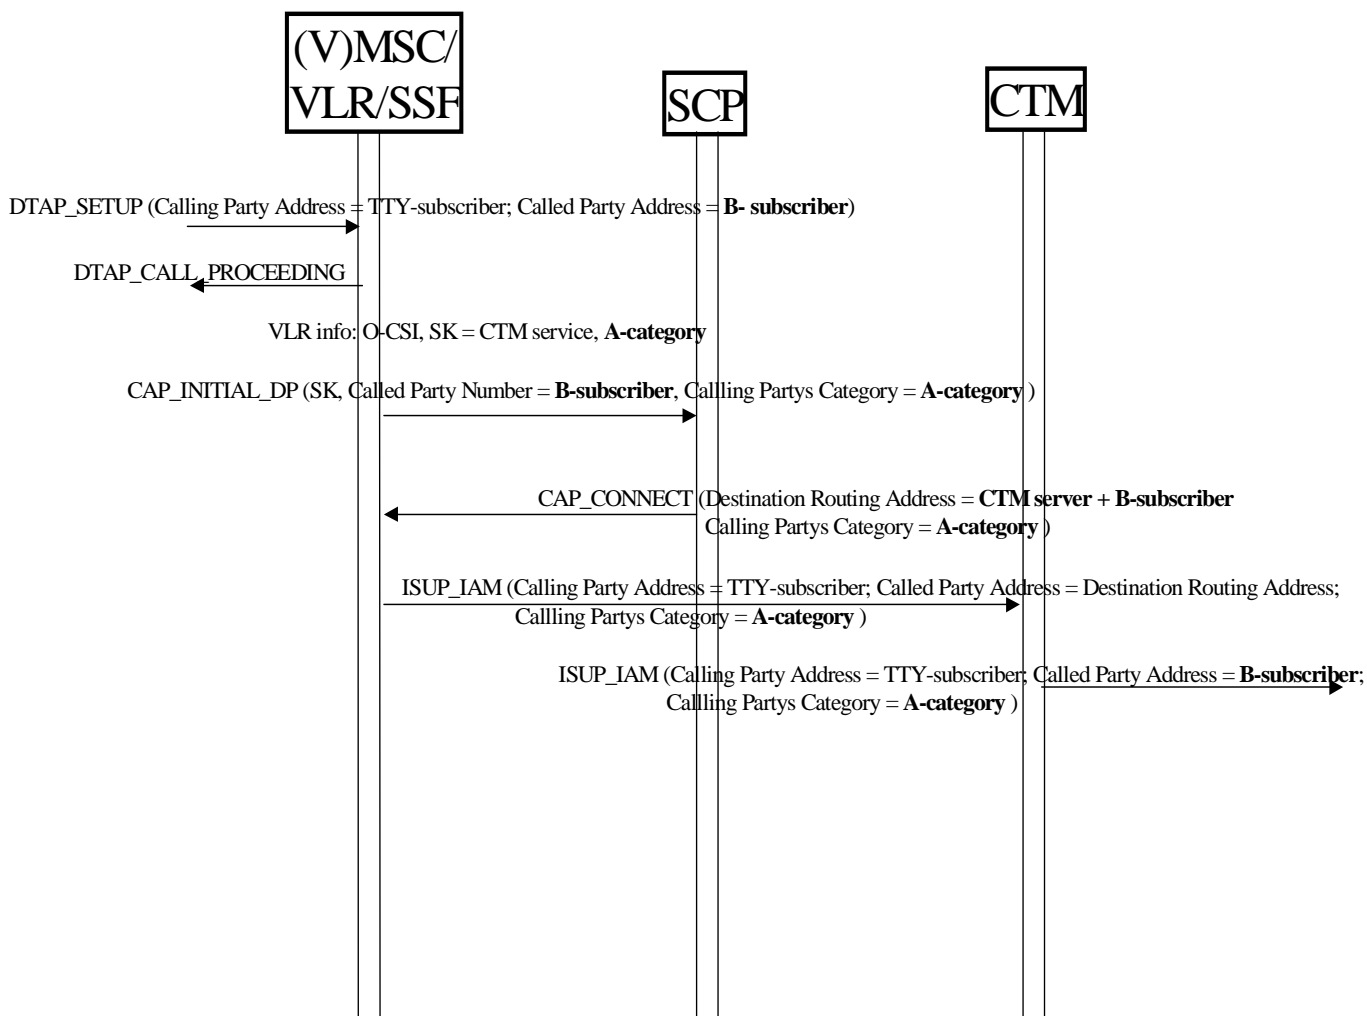 (V)MSC/
VLR/SSF
SCP
CTM
DTAP_SETUP (Calling Party Address = TTY-subscriber; Called Party Address = B- subscriber)
DTAP_CALL_PROCEEDING
VLR info: O-CSI, SK = CTM service, A-category
CAP_INITIAL_DP (SK, Called Party Number = B-subscriber, Callling Partys Category = A-category )
CAP_CONNECT (Destination Routing Address = CTM server + B-subscriber
Calling Partys Category = A-category )
ISUP_IAM (Calling Party Address = TTY-subscriber; Called Party Address = Destination Routing Address;
Callling Partys Category = A-category )
ISUP_IAM (Calling Party Address = TTY-subscriber; Called Party Address = B-subscriber;
Callling Partys Category = A-category )